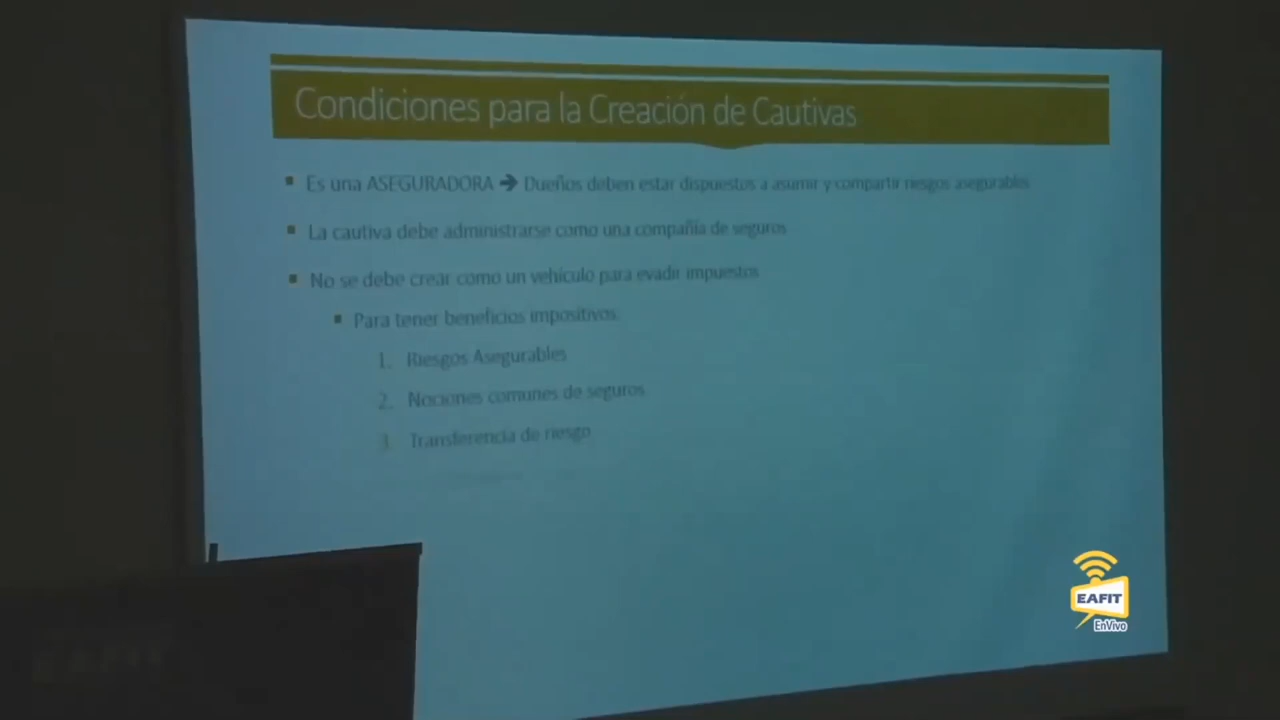 Condiciones para la Creación de Cautivas
▪ Es una ASEGURADORA → Dueños deben estar dispuestos a asumir y compartir riesgos asegurables
▪ La cautiva debe administrarse como una compañía de seguros
▪ No se debe crear como un vehículo para evadir impuestos
▪ Para tener beneficios impositivos:
1. Riesgos Asegurables
2. Nociones comunes de seguros
3. Transferencia de riesgo
EAFIT
EnVivo
EAFIT